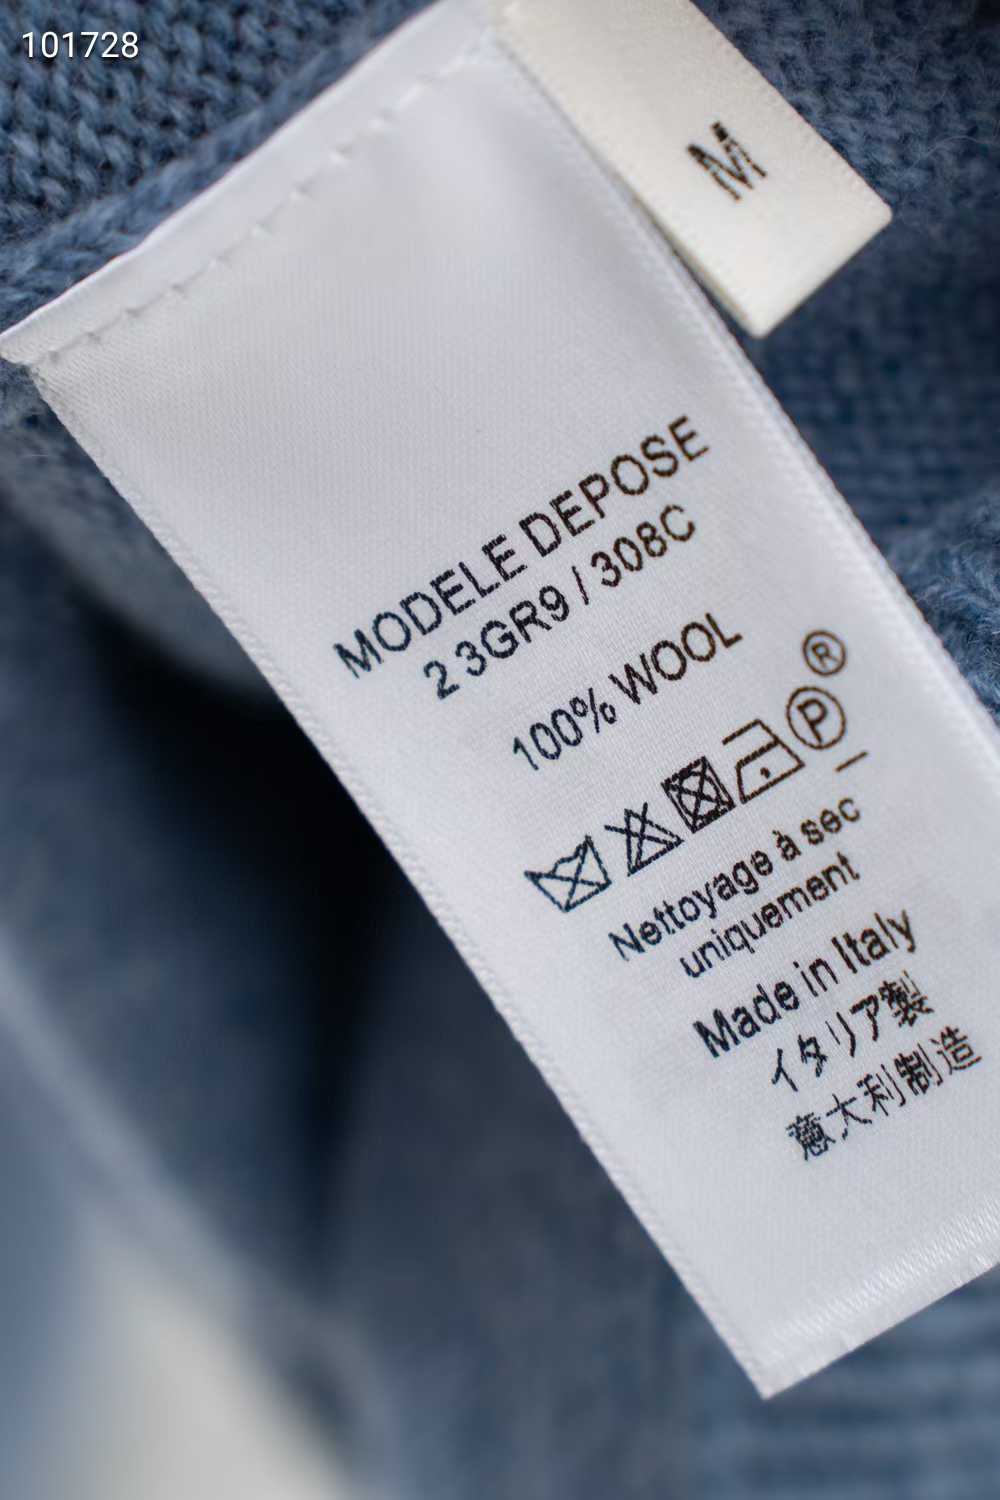 101728
M
MODELE DEPOSE
2 3GR9 / 308C
100% WOOL
®
P
Nettoyage à sec
uniquement
Made in Italy
イタリア製
意大利制造